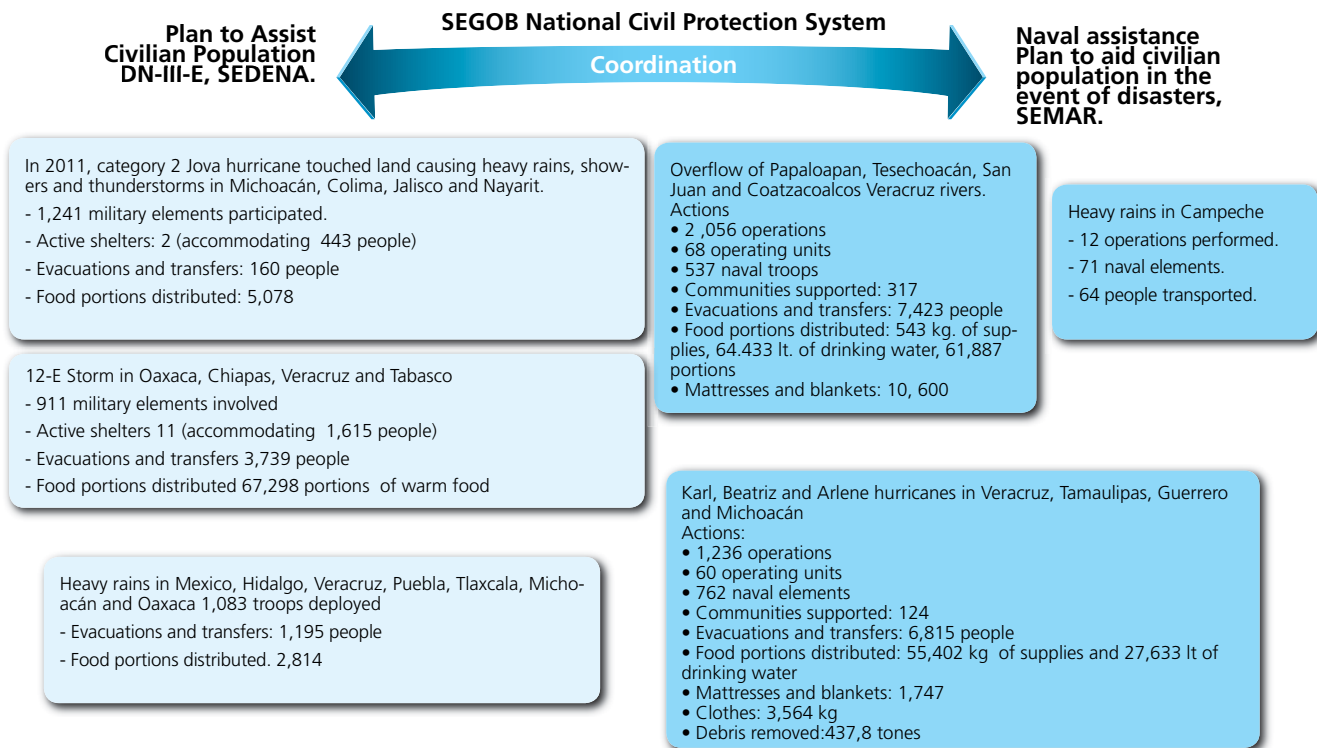 SEGOB National Civil Protection System
Plan to Assist
Civilian Population
DN-III-E, SEDENA.
Coordination
Naval assistance
Plan to aid civilian
population in the
event of disasters,
SEMAR.
In 2011, category 2 Jova hurricane touched land causing heavy rains, show-
ers and thunderstorms in Michoacán, Colima, Jalisco and Nayarit.
- 1,241 military elements participated.
- Active shelters: 2 (accommodating 443 people)
- Evacuations and transfers: 160 people
- Food portions distributed: 5,078
12-E Storm in Oaxaca, Chiapas, Veracruz and Tabasco
- 911 military elements involved
- Active shelters 11 (accommodating 1,615 people)
- Evacuations and transfers 3,739 people
- Food portions distributed 67,298 portions of warm food
Heavy rains in Mexico, Hidalgo, Veracruz, Puebla, Tlaxcala, Micho-
acán and Oaxaca 1,083 troops deployed
- Evacuations and transfers: 1,195 people
- Food portions distributed. 2,814
Overflow of Papaloapan, Tesechoacán, San
Juan and Coatzacoalcos Veracruz rivers.
Actions
• 2 ,056 operations
• 68 operating units
• 537 naval troops
• Communities supported: 317
• Evacuations and transfers: 7,423 people
• Food portions distributed: 543 kg. of sup-
plies, 64.433 lt. of drinking water, 61,887
portions
• Mattresses and blankets: 10, 600
Heavy rains in Campeche
- 12 operations performed.
- 71 naval elements.
- 64 people transported.
Karl, Beatriz and Arlene hurricanes in Veracruz, Tamaulipas, Guerrero
and Michoacán
Actions:
• 1,236 operations
• 60 operating units
• 762 naval elements
• Communities supported: 124
• Evacuations and transfers: 6,815 people
• Food portions distributed: 55,402 kg of supplies and 27,633 lt of
drinking water
• Mattresses and blankets: 1,747
• Clothes: 3,564 kg
• Debris removed:437,8 tones